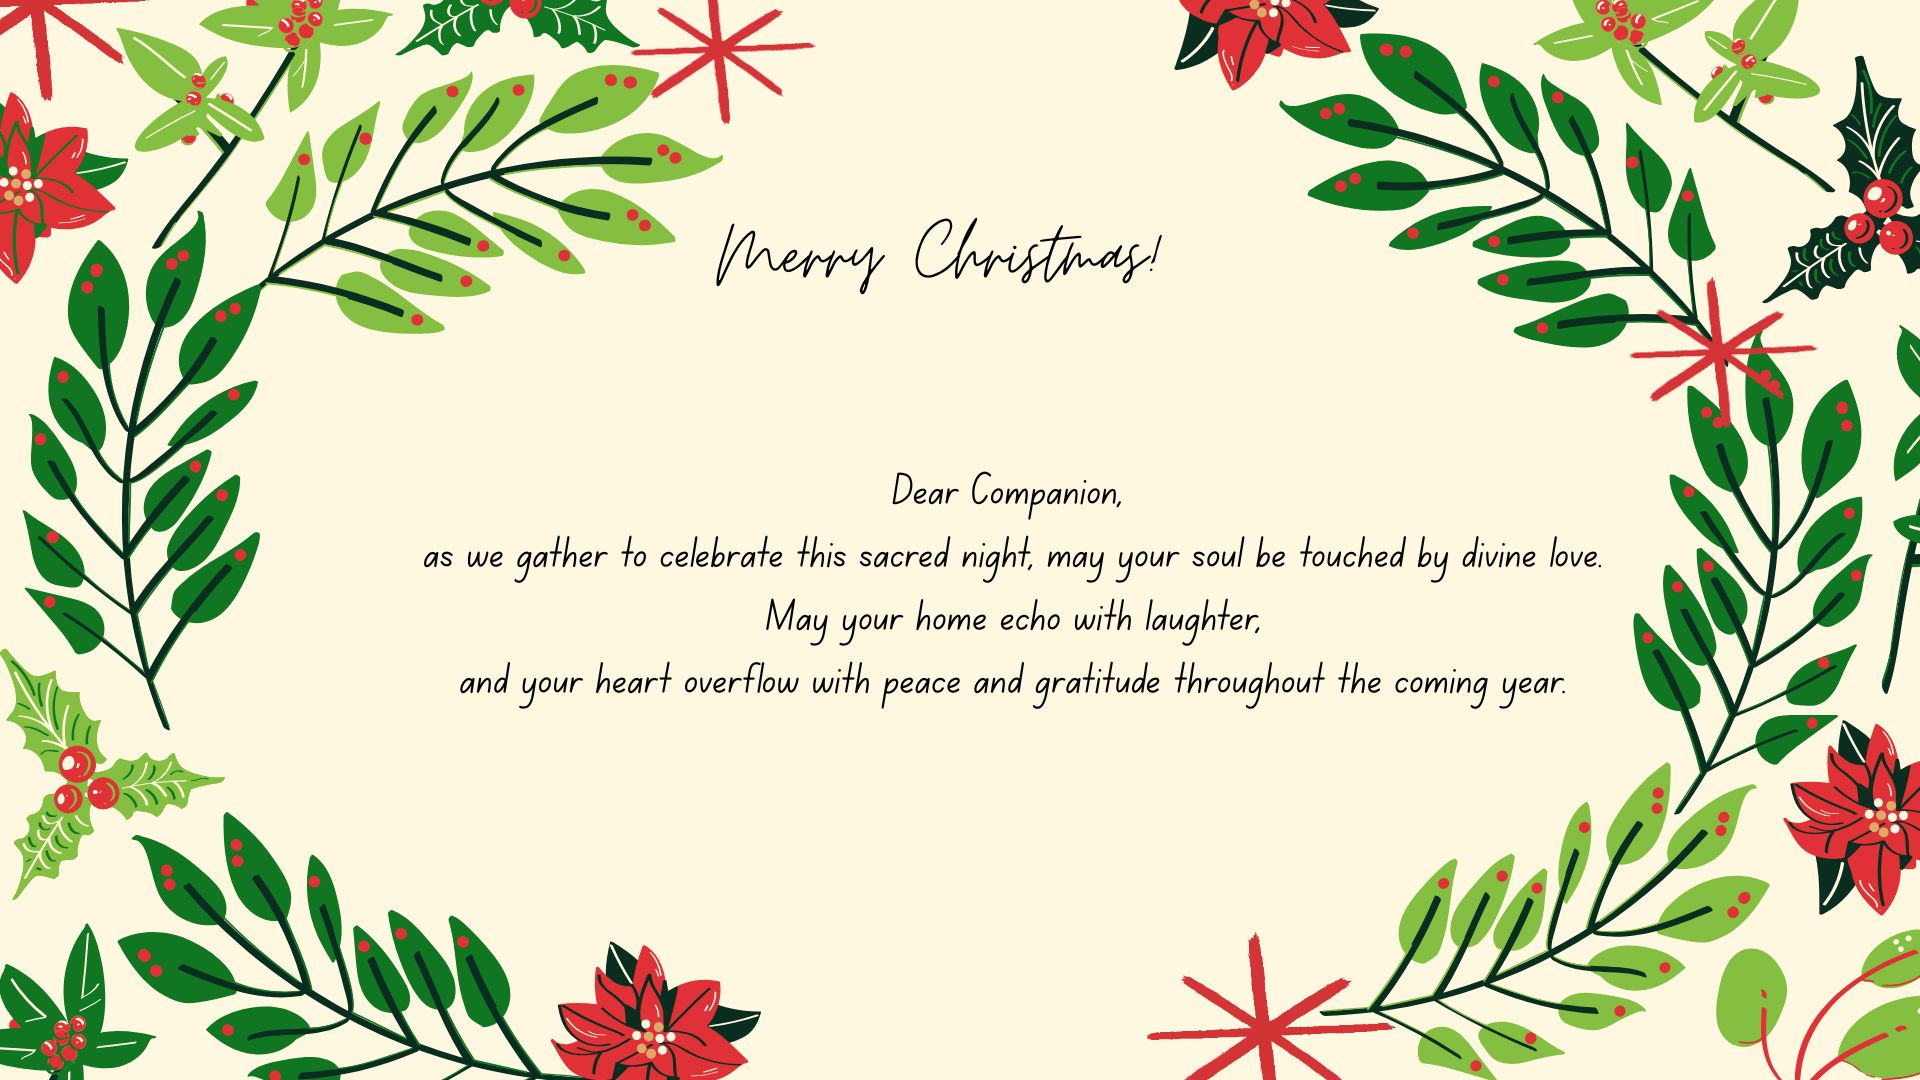 Merry Christmas!
Dear Companion,
as we gather to celebrate this sacred night, may your soul be touched by divine love.
May your home echo with laughter,
and your heart overflow with peace and gratitude throughout the coming year.